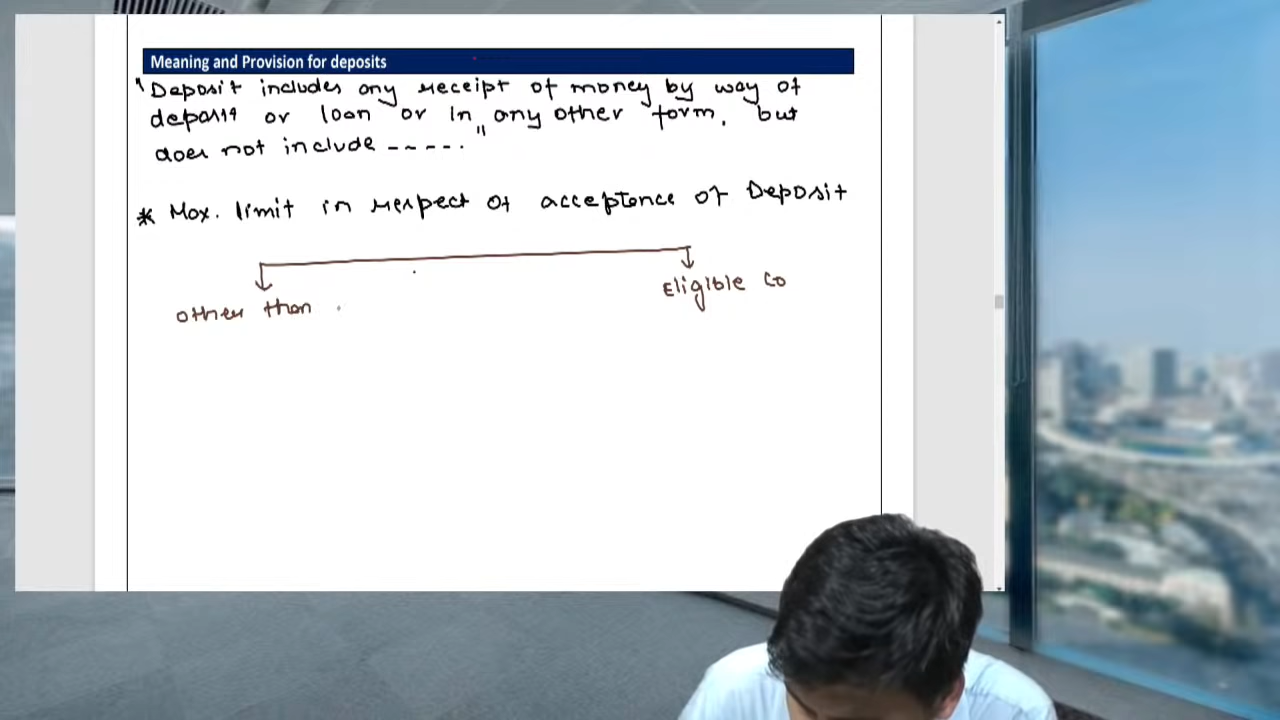 Meaning and Provision for deposits
"Deposit includes any receipt of money by way of
deposit or loan or in any other form, but
does not include -----."
* Max. limit in respect of acceptance of Deposit
Eligible Co
other than